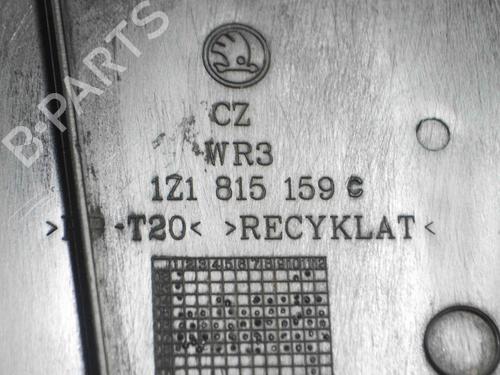 B-PARTS
CZ
WR3
1Z1 815 159 C
-T20< >RECYKLAT<